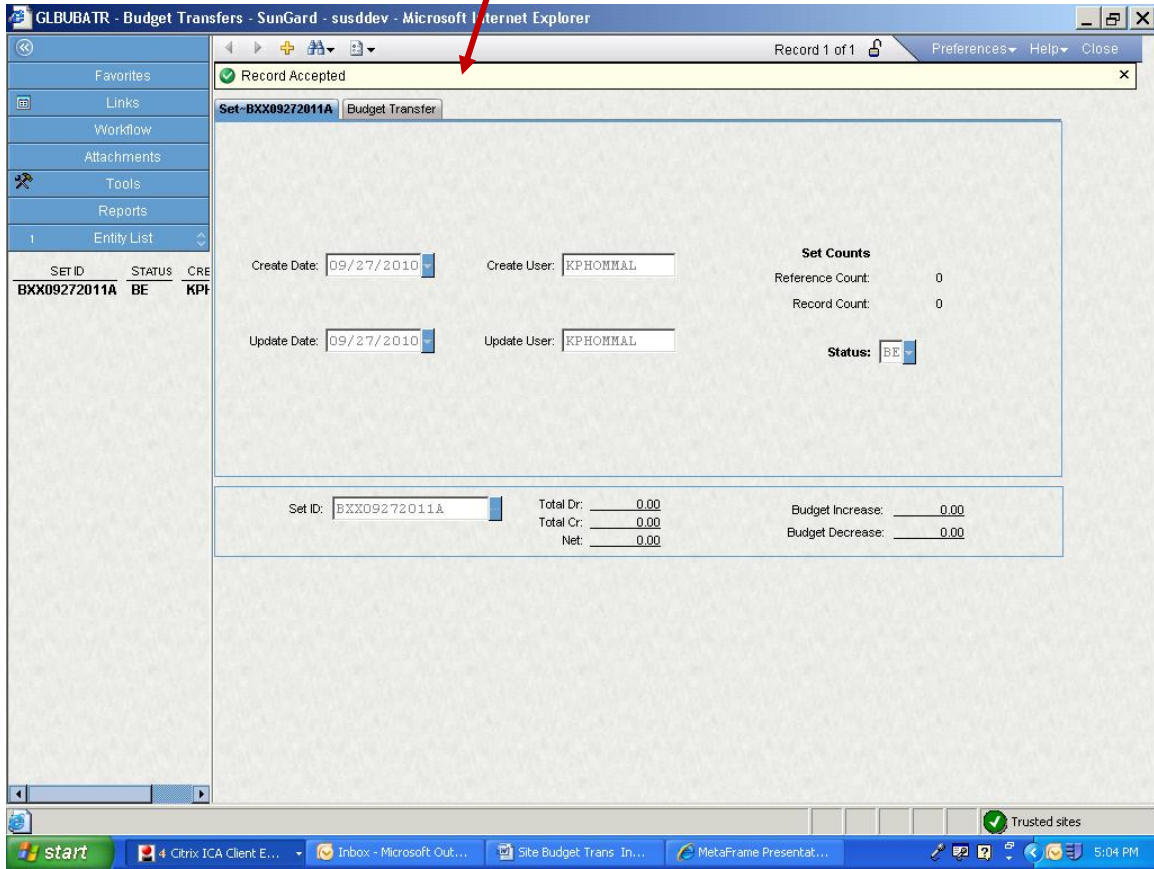 GLBUBATR - Budget Transfers - SunGard - susddev - Microsoft Internet Explorer
Record 1 of 1 Preferences Help Close
Favorites
Record Accepted
Links
Set~BXX09272011A Budget Transfer
Workflow
Attachments
Tools
Reports
1 Entity List
SET ID STATUS CRE
BXX09272011A BE KPH
Create Date: 09/27/2010 Create User: KPHOMMAL
Set Counts
Reference Count: 0
Record Count: 0
Update Date: 09/27/2010 Update User: KPHOMMAL
Status: BE
Set ID: BXX09272011A
Total Dr: 0.00
Total Cr: 0.00
Net: 0.00
Budget Increase: 0.00
Budget Decrease: 0.00
Trusted sites
start 4 Citrix ICA Client E... Inbox - Microsoft Out... Site Budget Trans In... MetaFrame Presentat... 5:04 PM